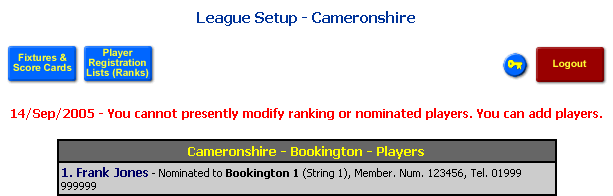 League Setup - Cameronshire
Fixtures &
Score Cards
Player
Registration
Lists (Ranks)
Logout
14/Sep/2005 - You cannot presently modify ranking or nominated players. You can add players.
Cameronshire - Bookington - Players
1. Frank Jones - Nominated to Bookington 1 (String 1), Member. Num. 123456, Tel. 01999
999999